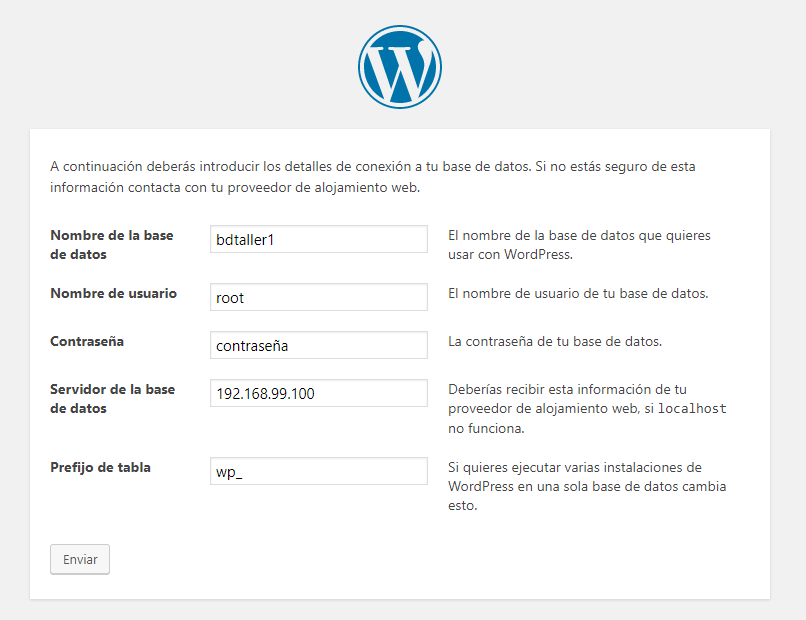 A continuación deberás introducir los detalles de conexión a tu base de datos. Si no estás seguro de esta
información contacta con tu proveedor de alojamiento web.
Nombre de la base
de datos
bdtaller1
El nombre de la base de datos que quieres
usar con WordPress.
Nombre de usuario
root
El nombre de usuario de tu base de datos.
Contraseña
contraseña
La contraseña de tu base de datos.
Servidor de la base
de datos
192.168.99.100
Deberías recibir esta información de tu
proveedor de alojamiento web, si localhost
no funciona.
Prefijo de tabla
wp_
Si quieres ejecutar varias instalaciones de
WordPress en una sola base de datos cambia
esto.
Enviar